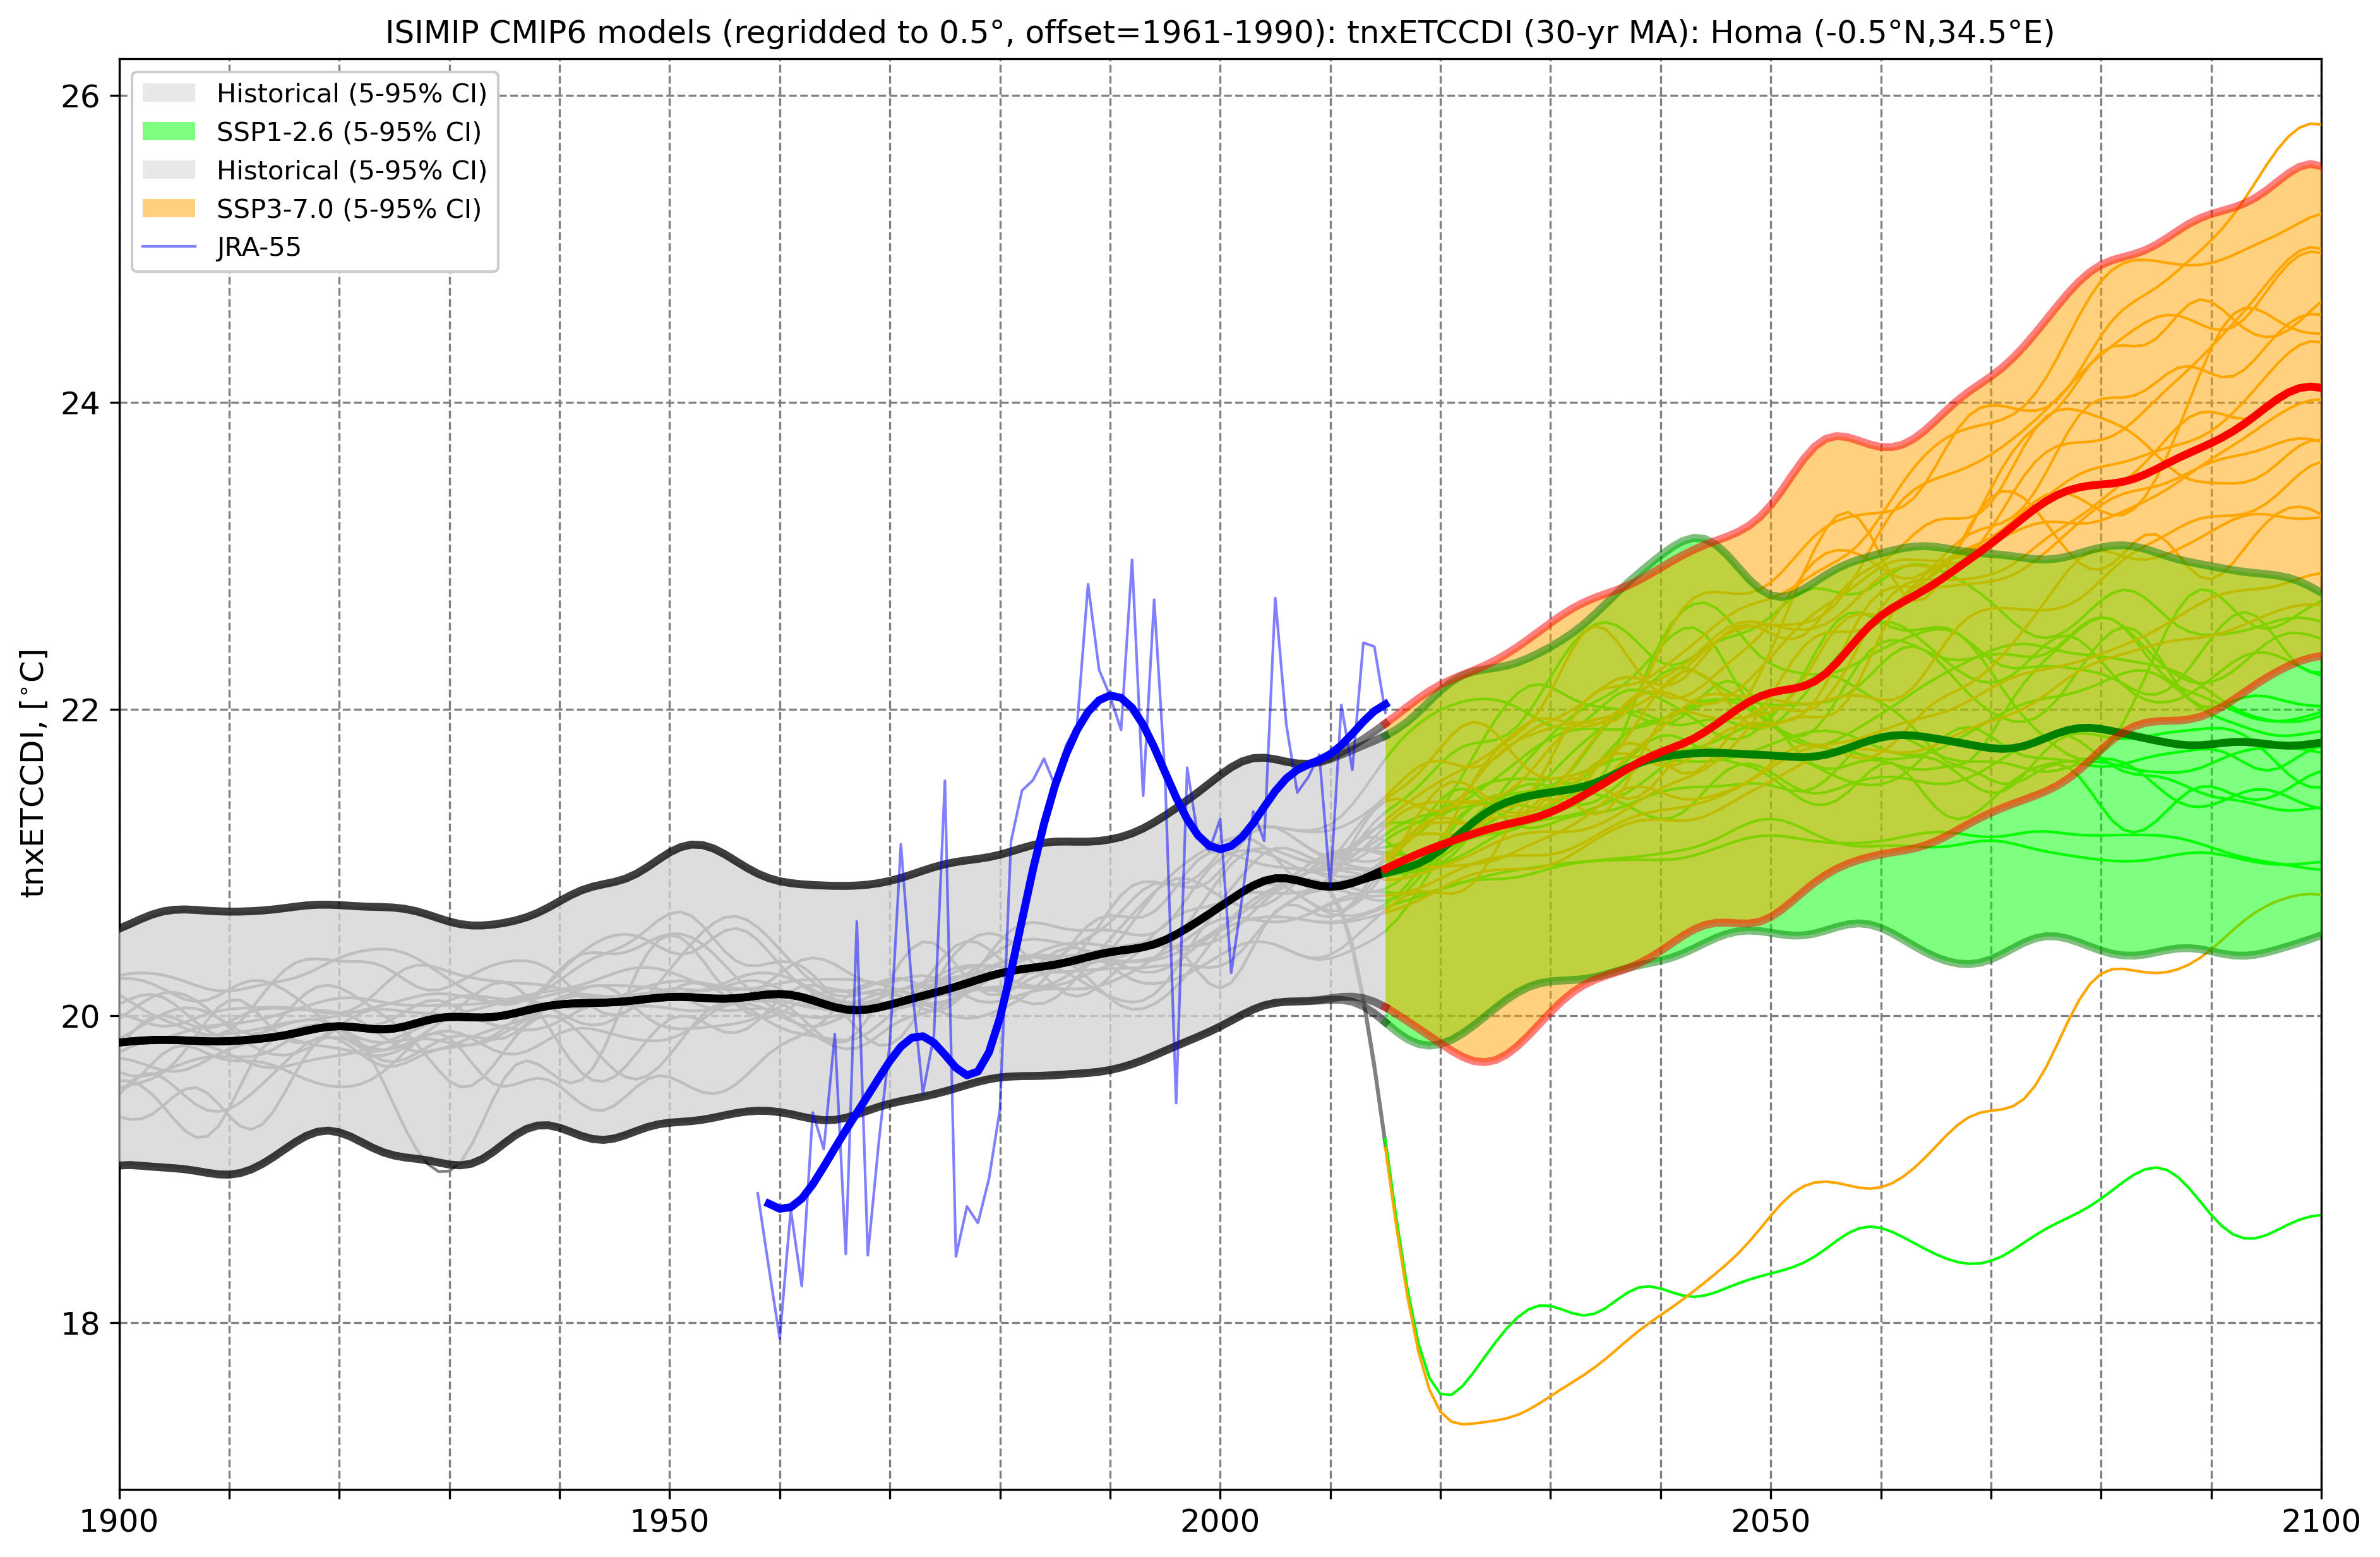 ISIMIP CMIP6 models (regridded to 0.5°, offset=1961-1990): tnxETCCDI (30-yr MA): Homa (-0.5°N,34.5°E)
Historical (5-95% CI)
SSP1-2.6 (5-95% CI)
Historical (5-95% CI)
SSP3-7.0 (5-95% CI)
JRA-55
tnxETCCDI, [°C]
26
24
22
20
18
1900
1950
2000
2050
2100